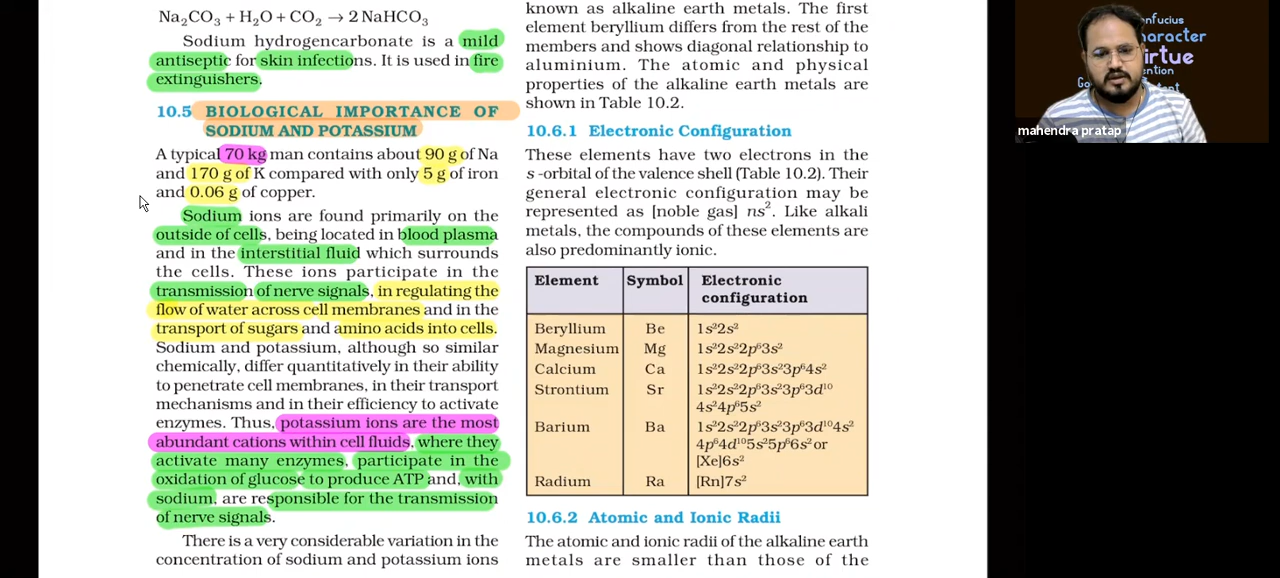 Na₂CO₃ + H₂O + CO₂ → 2 NaHCO₃
Sodium hydrogencarbonate is a mild
antiseptic for skin infections. It is used in fire
extinguishers.
10.5 BIOLOGICAL IMPORTANCE OF
SODIUM AND POTASSIUM
A typical 70 kg man contains about 90 g of Na
and 170 g of K compared with only 5 g of iron
and 0.06 g of copper.
Sodium ions are found primarily on the
outside of cells, being located in blood plasma
and in the interstitial fluid which surrounds
the cells. These ions participate in the
transmission of nerve signals, in regulating the
flow of water across cell membranes and in the
transport of sugars and amino acids into cells.
Sodium and potassium, although so similar
chemically, differ quantitatively in their ability
to penetrate cell membranes, in their transport
mechanisms and in their efficiency to activate
enzymes. Thus, potassium ions are the most
abundant cations within cell fluids, where they
activate many enzymes, participate in the
oxidation of glucose to produce ATP and, with
sodium, are responsible for the transmission
of nerve signals.
There is a very considerable variation in the
concentration of sodium and potassium ions
known as alkaline earth metals. The first
element beryllium differs from the rest of the
members and shows diagonal relationship to
aluminium. The atomic and physical
properties of the alkaline earth metals are
shown in Table 10.2.
10.6.1 Electronic Configuration
These elements have two electrons in the
s -orbital of the valence shell (Table 10.2). Their
general electronic configuration may be
represented as [noble gas] ns². Like alkali
metals, the compounds of these elements are
also predominantly ionic.
Element Symbol Electronic
configuration
Beryllium Be 1s²2s²
Magnesium Mg 1s²2s²2p⁶3s²
Calcium Ca 1s²2s²2p⁶3s²3p⁶4s²
Strontium Sr 1s²2s²2p⁶3s²3p⁶3d¹⁰
4s²4p⁶5s²
Barium Ba 1s²2s²2p⁶3s²3p⁶3d¹⁰4s²
4p⁶4d¹⁰5s²5p⁶6s² or
[Xe]6s²
Radium Ra [Rn]7s²
10.6.2 Atomic and Ionic Radii
The atomic and ionic radii of the alkaline earth
metals are smaller than those of the
nfucius
aracter
irtue
ention
mahendra pratap